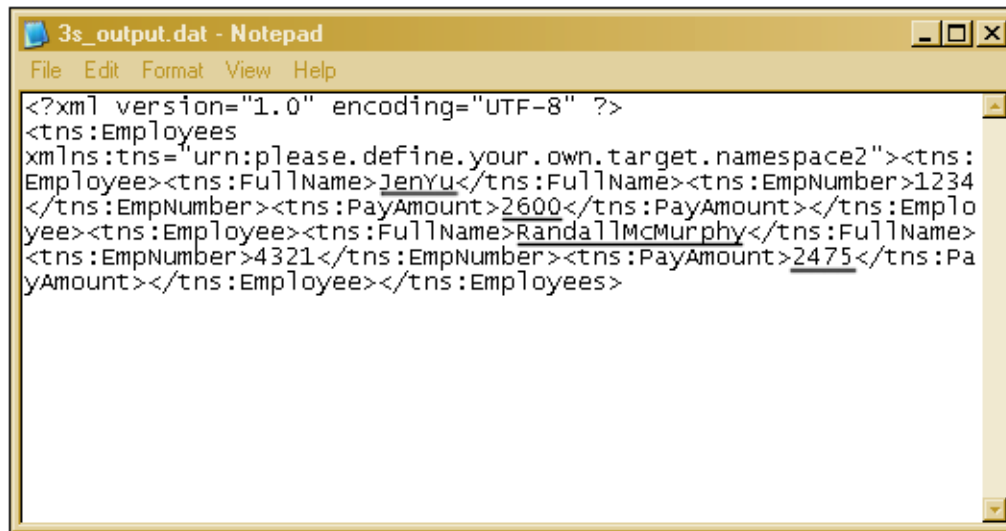 3s_output.dat - Notepad
File Edit Format View Help
<?xml version="1.0" encoding="UTF-8" ?>
<tns:Employees
xmlns:tns="urn:please.define.your.own.target.namespace2"><tns:
Employee><tns:FullName>JenYu</tns:FullName><tns:EmpNumber>1234
</tns:EmpNumber><tns:PayAmount>2600</tns:PayAmount></tns:Emplo
yee><tns:Employee><tns:FullName>RandallMcMurphy</tns:FullName>
<tns:EmpNumber>4321</tns:EmpNumber><tns:PayAmount>2475</tns:Pa
yAmount></tns:Employee></tns:Employees>